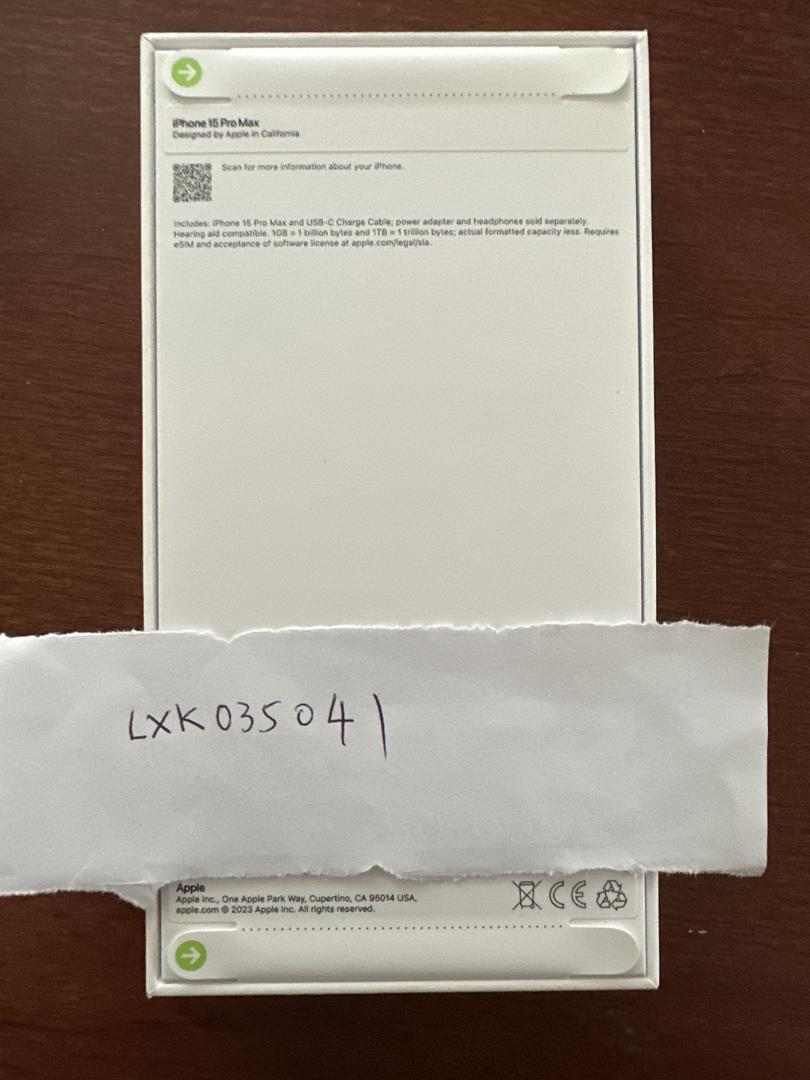 iPhone 15 Pro Max
Designed by Apple in California
Scan for more information about your iPhone.
Includes: iPhone 15 Pro Max and USB-C Charge Cable; power adapter and headphones sold separately.
Hearing aid compatible. 1GB = 1 billion bytes and 1TB = 1 trillion bytes; actual formatted capacity less. Requires
eSIM and acceptance of software license at apple.com/legal/sla.
LXK035041
Apple
Apple Inc., One Apple Park Way, Cupertino, CA 95014 USA,
apple.com © 2023 Apple Inc. All rights reserved.
CE